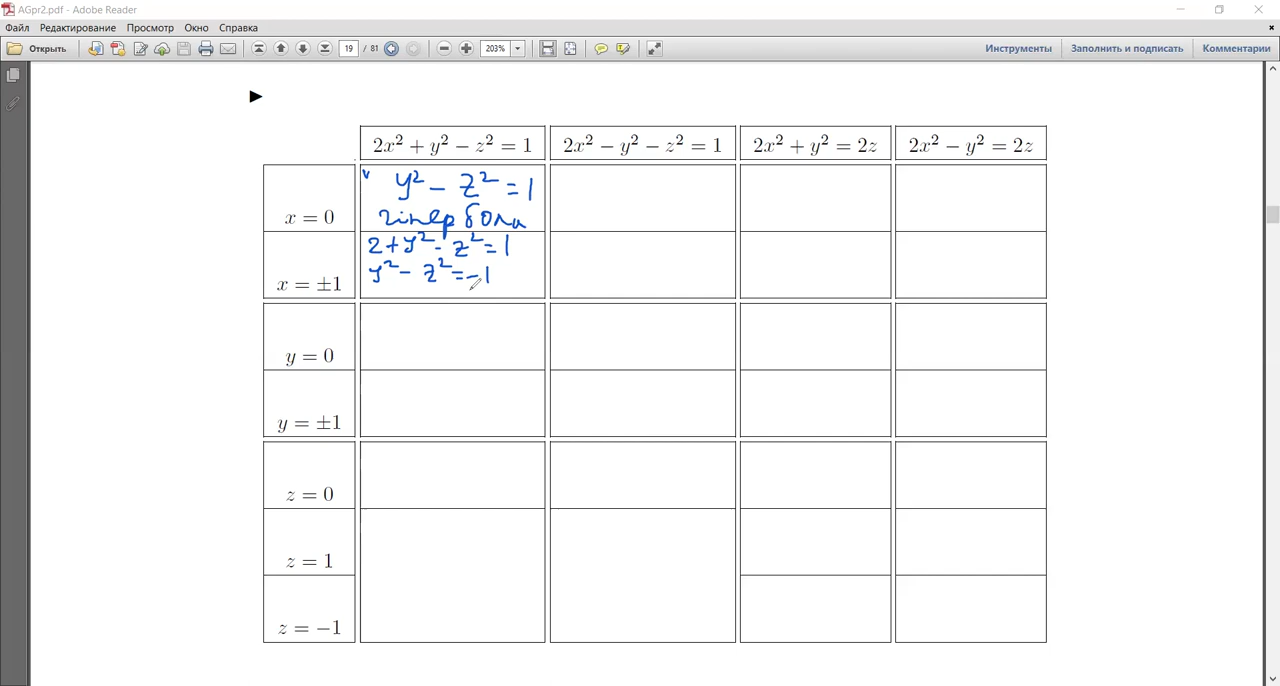 AGpr2.pdf - Adobe Reader
Файл Редактирование Просмотр Окно Справка
Открыть 19 / 81 203% Инструменты Заполнить и подписать Комментарии
2x² + y² − z² = 1 2x² − y² − z² = 1 2x² + y² = 2z 2x² − y² = 2z
y² − z² = 1
x = 0 гипербола
2 + y² − z² = 1
x = ±1 y² − z² = −1
y = 0
y = ±1
z = 0
z = 1
z = −1